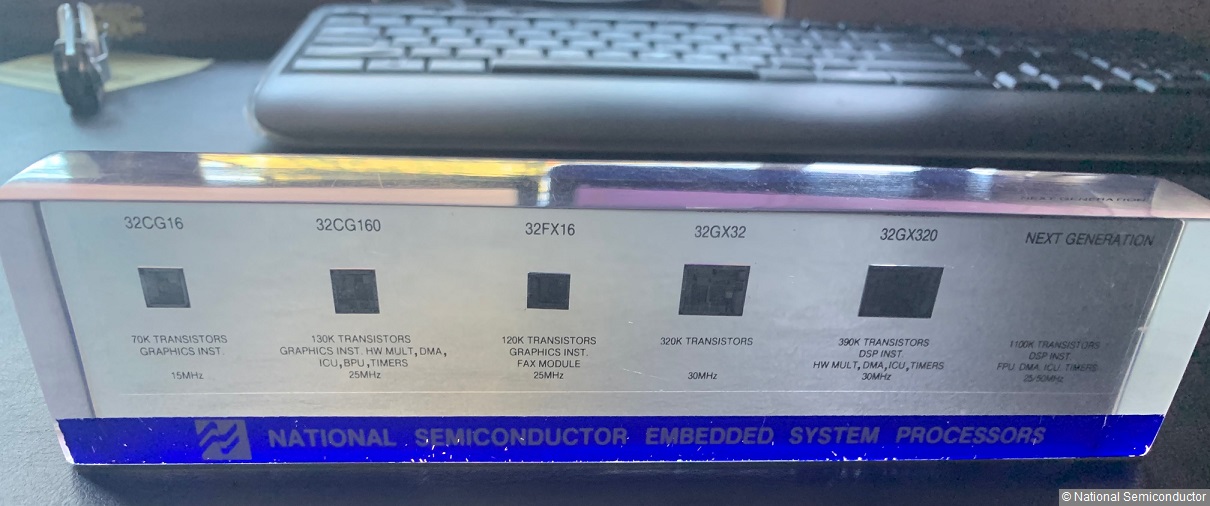 32CG16
70K TRANSISTORS
GRAPHICS INST.
15MHz
32CG160
130K TRANSISTORS
GRAPHICS INST. HW MULT, DMA,
ICU, BPU, TIMERS
25MHz
32FX16
120K TRANSISTORS
GRAPHICS INST.
FAX MODULE
25MHz
32GX32
320K TRANSISTORS
30MHz
32GX320
390K TRANSISTORS
DSP INST.
HW MULT, DMA, ICU, TIMERS
30MHz
NEXT GENERATION
1100K TRANSISTORS
DSP INST.
FPU, DMA, ICU, TIMERS
25/50MHz
NATIONAL SEMICONDUCTOR EMBEDDED SYSTEM PROCESSORS
© National Semiconductor